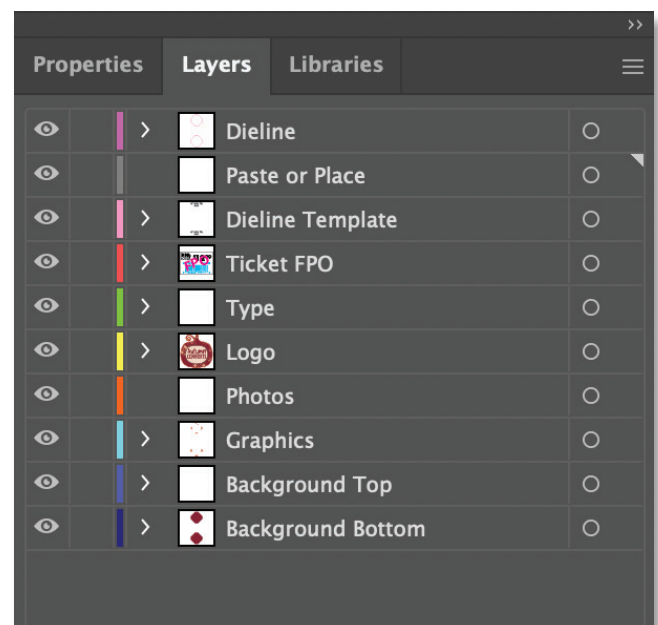 Properties Layers Libraries
Dieline
Paste or Place
Dieline Template
Ticket FPO
Type
Logo
Photos
Graphics
Background Top
Background Bottom